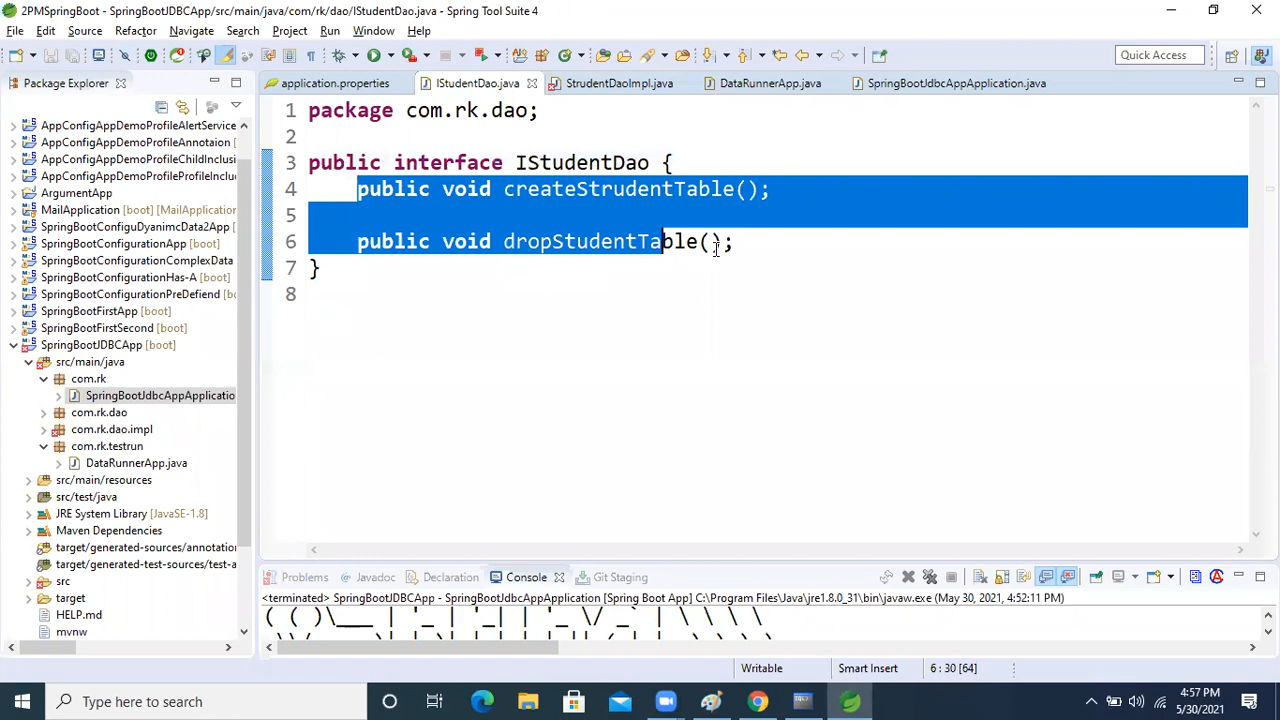 2PMSpringBoot - SpringBootJDBCApp/src/main/java/com/rk/dao/IStudentDao.java - Spring Tool Suite 4
File Edit Source Refactor Navigate Search Project Run Window Help
Quick Access
Package Explorer
application.properties IStudentDao.java StrudentDaoImpl.java DataRunnerApp.java SpringBootJdbcAppApplication.java
AppConfigAppDemoProfileAlertService
AppConfigAppDemoProfileAnnotaion
AppConfigAppDemoProfileChildInclusi
AppConfigAppDemoProfileProfileInclu
ArgumentApp
MailApplication [boot] [MailApplication
SpringBootConfiguDyanimcData2App
SpringBootConfigurationApp [boot]
SpringBootConfigurationComplexData
SpringBootConfigurationHas-A [boot]
SpringBootConfigurationPreDefiend [
SpringBootFirstApp [boot]
SpringBootFirstSecond [boot]
SpringBootJDBCApp [boot]
src/main/java
com.rk
SpringBootJdbcAppApplicatio
com.rk.dao
com.rk.dao.impl
com.rk.testrun
DataRunnerApp.java
src/main/resources
src/test/java
JRE System Library [JavaSE-1.8]
Maven Dependencies
target/generated-sources/annotation
target/generated-test-sources/test-a
src
target
HELP.md
mvnw
1 package com.rk.dao;
2
3 public interface IStudentDao {
4 public void createStrudentTable();
5
6 public void dropStudentTable();
7 }
8
Problems Javadoc Declaration Console Git Staging
<terminated> SpringBootJDBCApp - SpringBootJdbcAppApplication [Spring Boot App] C:\Program Files\Java\jre1.8.0_31\bin\javaw.exe (May 30, 2021, 4:52:11 PM)
( ( )\___ | '_ | '_| | '_ \/ _` | \ \ \ \
Writable Smart Insert 6 : 30 [64]
Type here to search
4:57 PM
5/30/2021